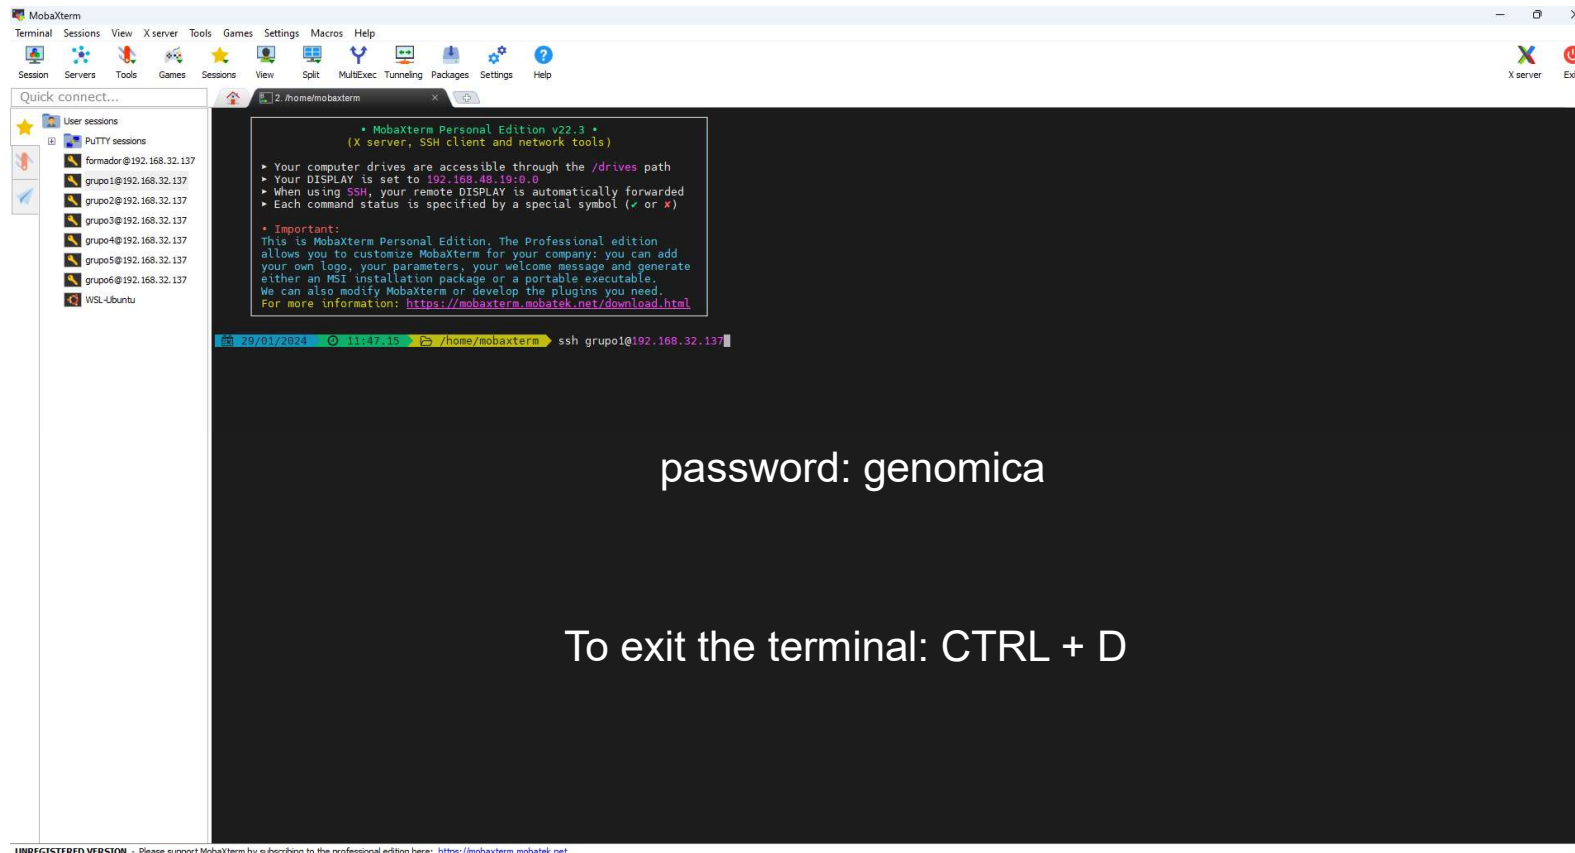 MobaXterm
Terminal Sessions View X server Tools Games Settings Macros Help
Session Servers Tools Games Sessions View Split MultiExec Tunneling Packages Settings Help X server Exi
Quick connect...
2. /home/mobaxterm
User sessions
PuTTY sessions
formador@192.168.32.137
grupo1@192.168.32.137
grupo2@192.168.32.137
grupo3@192.168.32.137
grupo4@192.168.32.137
grupo5@192.168.32.137
grupo6@192.168.32.137
WSL-Ubuntu
• MobaXterm Personal Edition v22.3 •
(X server, SSH client and network tools)
► Your computer drives are accessible through the /drives path
► Your DISPLAY is set to 192.168.48.19:0.0
► When using SSH, your remote DISPLAY is automatically forwarded
► Each command status is specified by a special symbol (✔ or ✘)
• Important:
This is MobaXterm Personal Edition. The Professional edition
allows you to customize MobaXterm for your company: you can add
your own logo, your parameters, your welcome message and generate
either an MSI installation package or a portable executable.
We can also modify MobaXterm or develop the plugins you need.
For more information: https://mobaxterm.mobatek.net/download.html
29/01/2024 11:47.15 /home/mobaxterm ssh grupo1@192.168.32.137
password: genomica
To exit the terminal: CTRL + D
UNREGISTERED VERSION - Please support MobaXterm by subscribing to the professional edition here: https://mobaxterm.mobatek.net